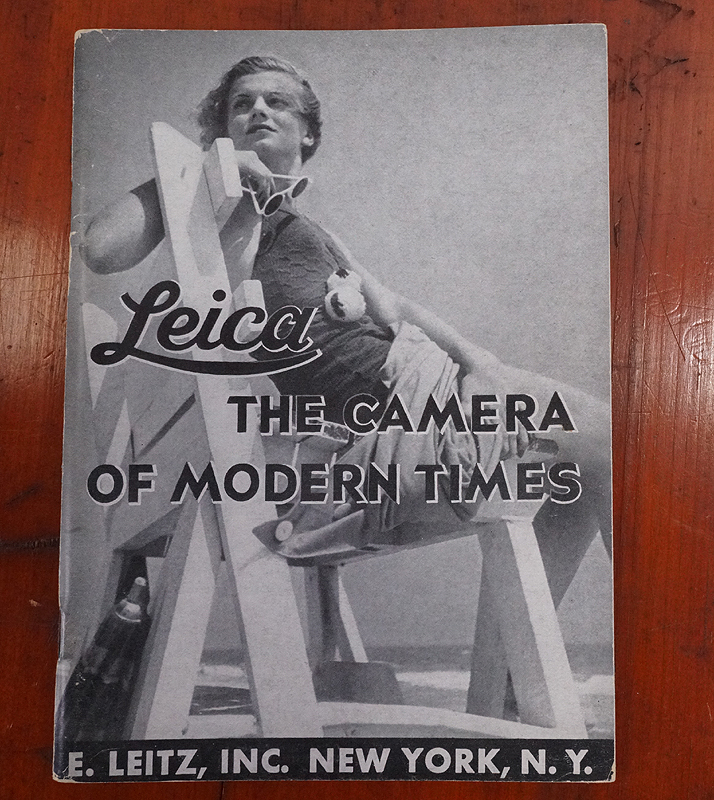 Leica
THE CAMERA
OF MODERN TIMES
E. LEITZ, INC. NEW YORK, N. Y.